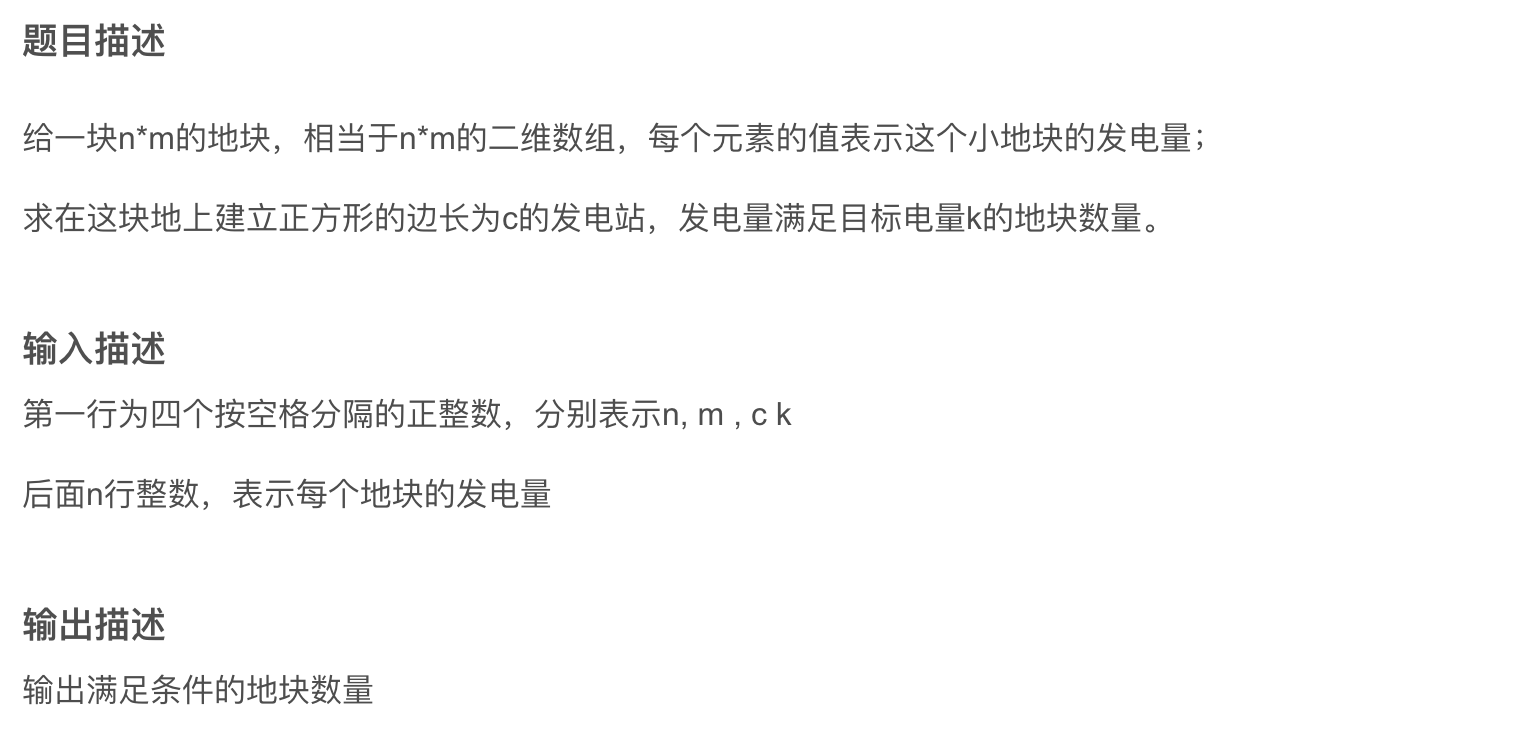 题目描述
给一块n*m的地块，相当于n*m的二维数组，每个元素的值表示这个小地块的发电量；
求在这块地上建立正方形的边长为c的发电站，发电量满足目标电量k的地块数量。
输入描述
第一行为四个按空格分隔的正整数，分别表示n, m , c k
后面n行整数，表示每个地块的发电量
输出描述
输出满足条件的地块数量